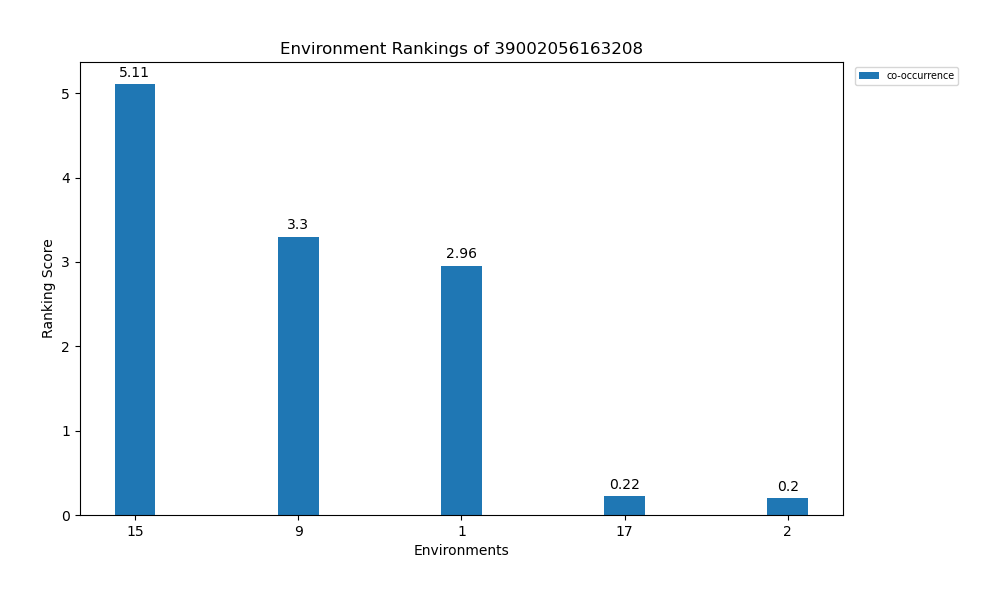 Environment Rankings of 39002056163208
co-occurrence
5.11
3.3
2.96
0.22
0.2
5
4
3
2
1
0
Ranking Score
15 9 1 17 2
Environments